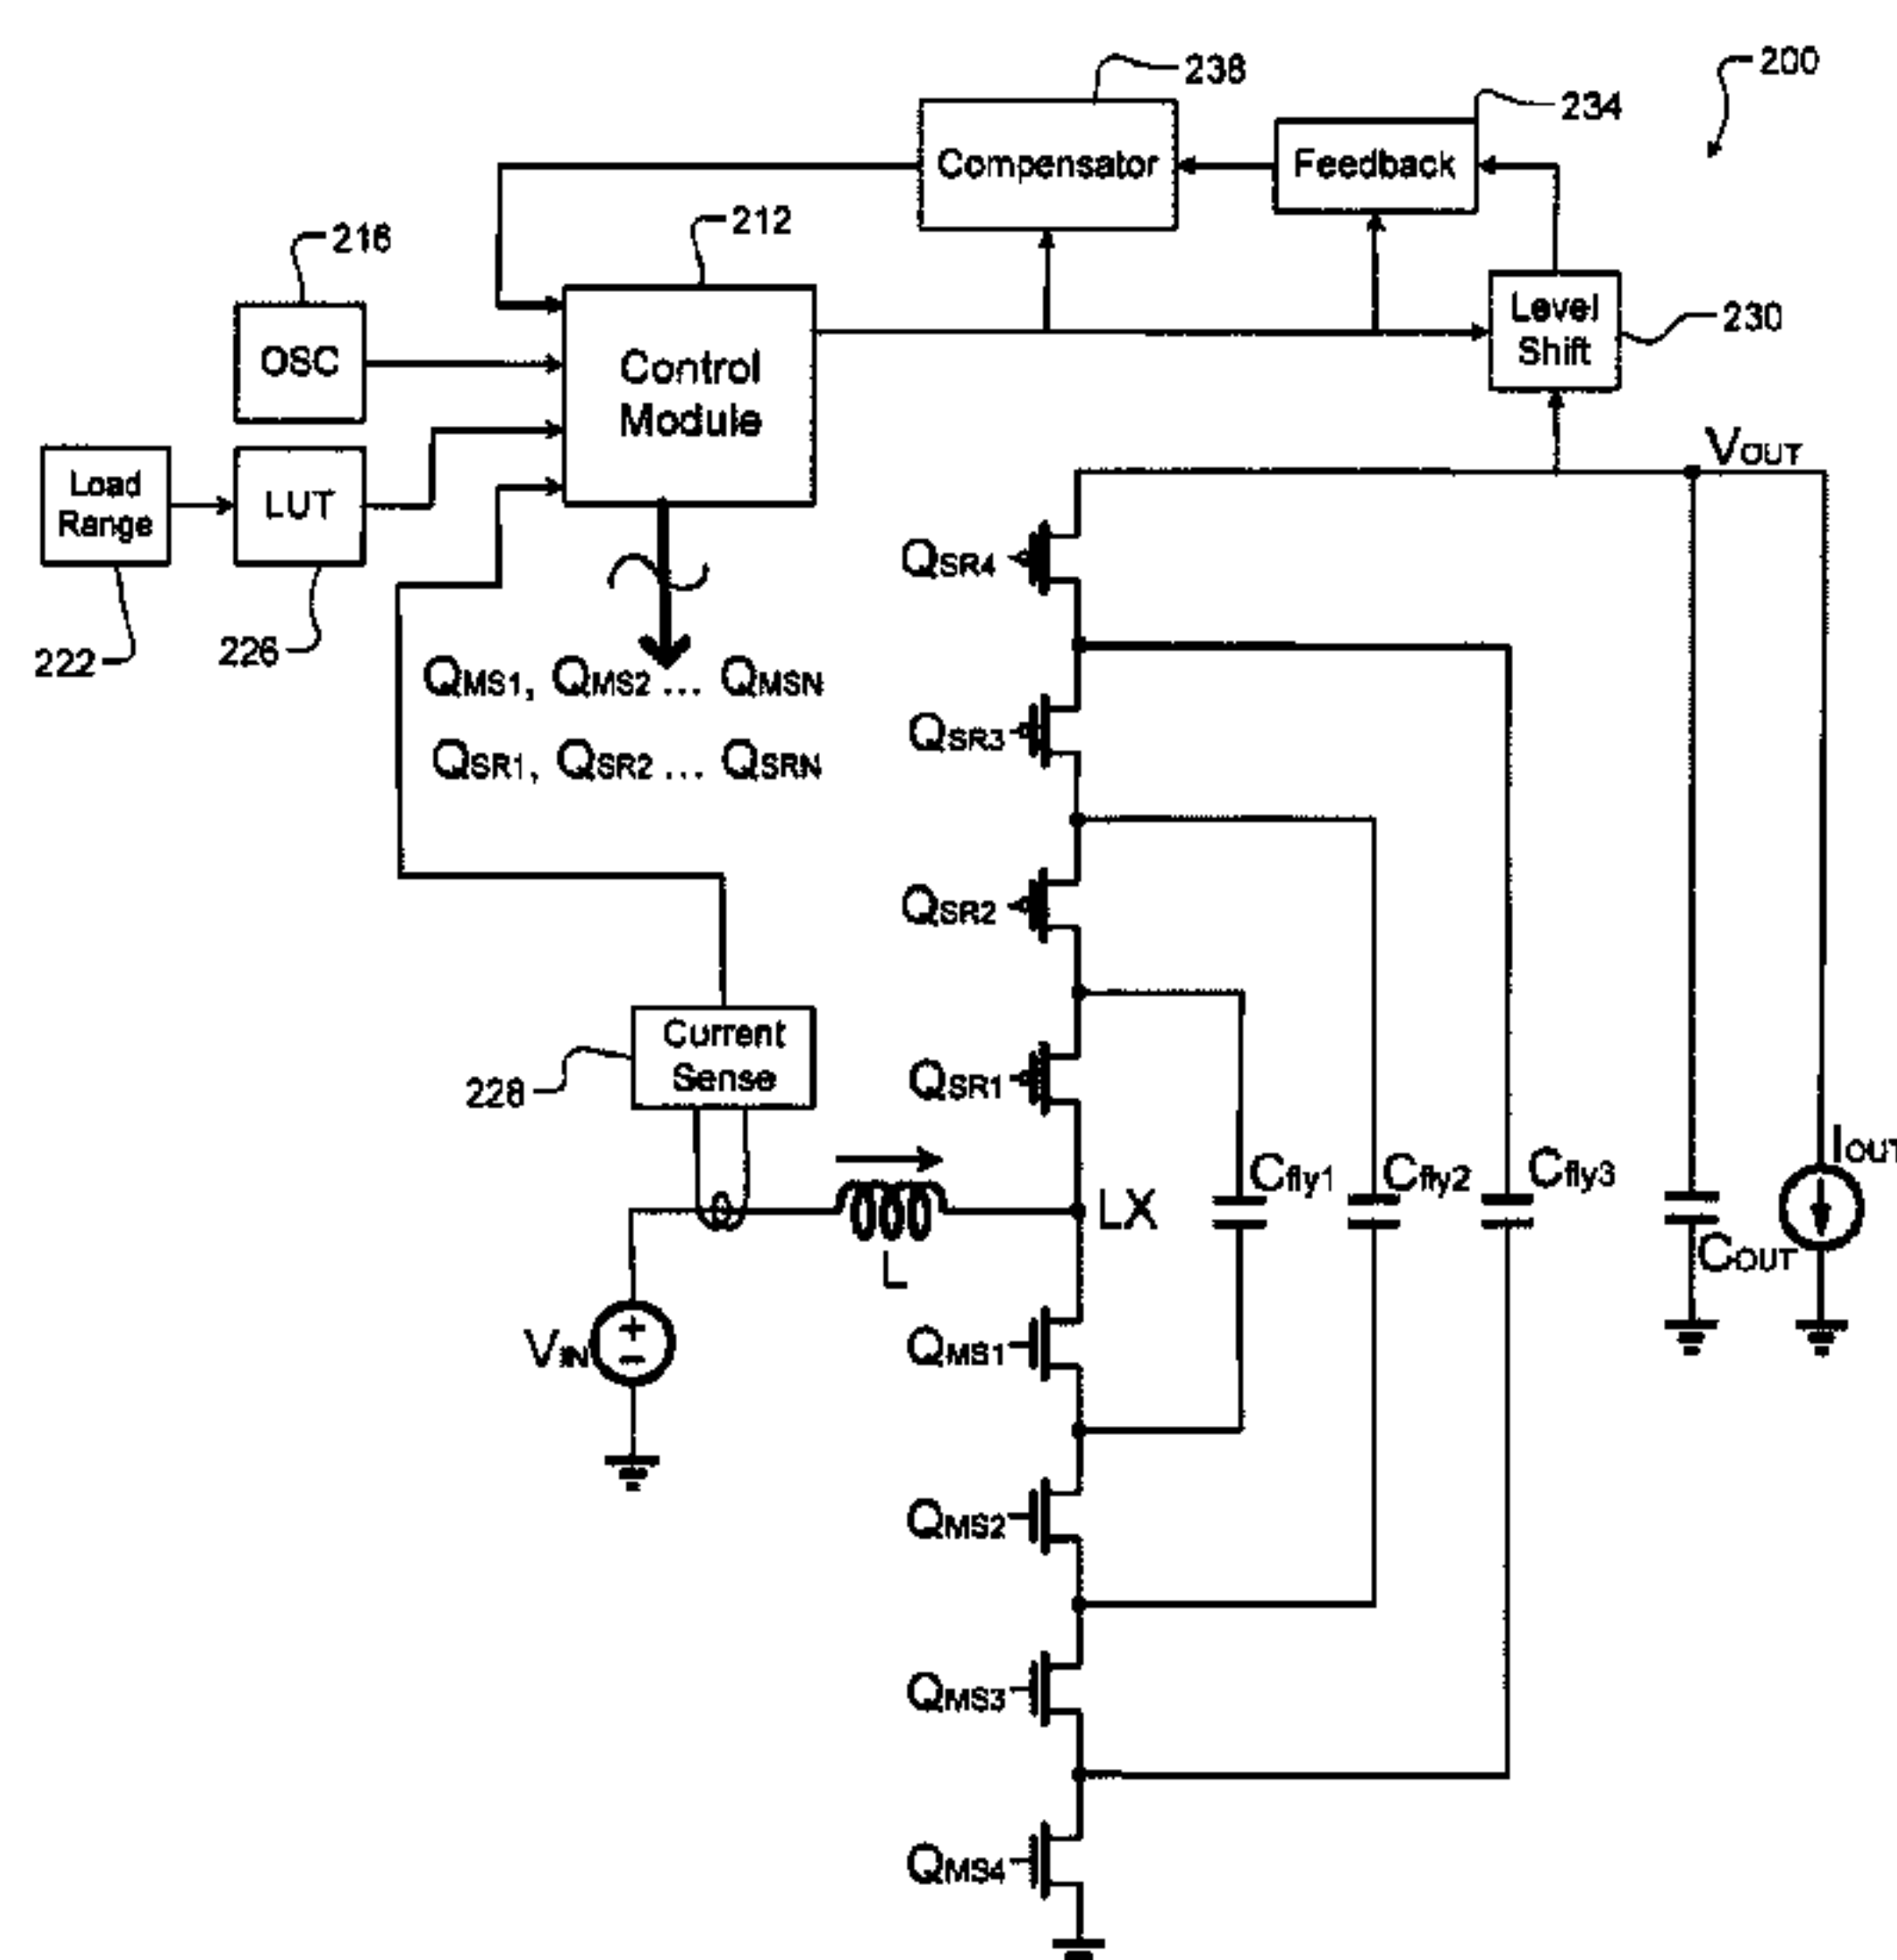 200
238
234
Compensator
Feedback
212
216
Level
Shift
230
OSC
Control
Module
Load
Range
LUT
VOUT
222
226
QSR4
QMS1, QMS2 ... QMSN
QSR1, QSR2 ... QSRN
QSR3
QSR2
Current
Sense
228
QSR1
Cfly1
Cfly2
Cfly3
IOUT
LX
L
COUT
VIN
+
−
QMS1
QMS2
QMS3
QMS4